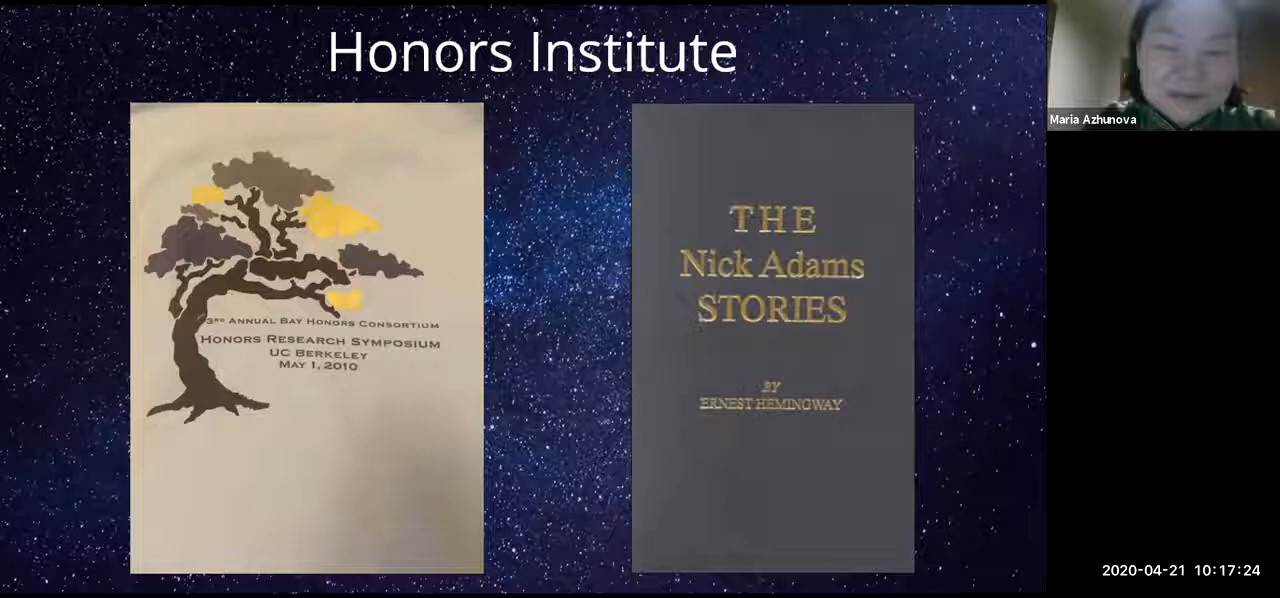 Honors Institute
3RD ANNUAL BAY HONORS CONSORTIUM
HONORS RESEARCH SYMPOSIUM
UC BERKELEY
MAY 1, 2010
THE
Nick Adams
STORIES
BY
ERNEST HEMINGWAY
Maria Azhunova
2020-04-21 10:17:24